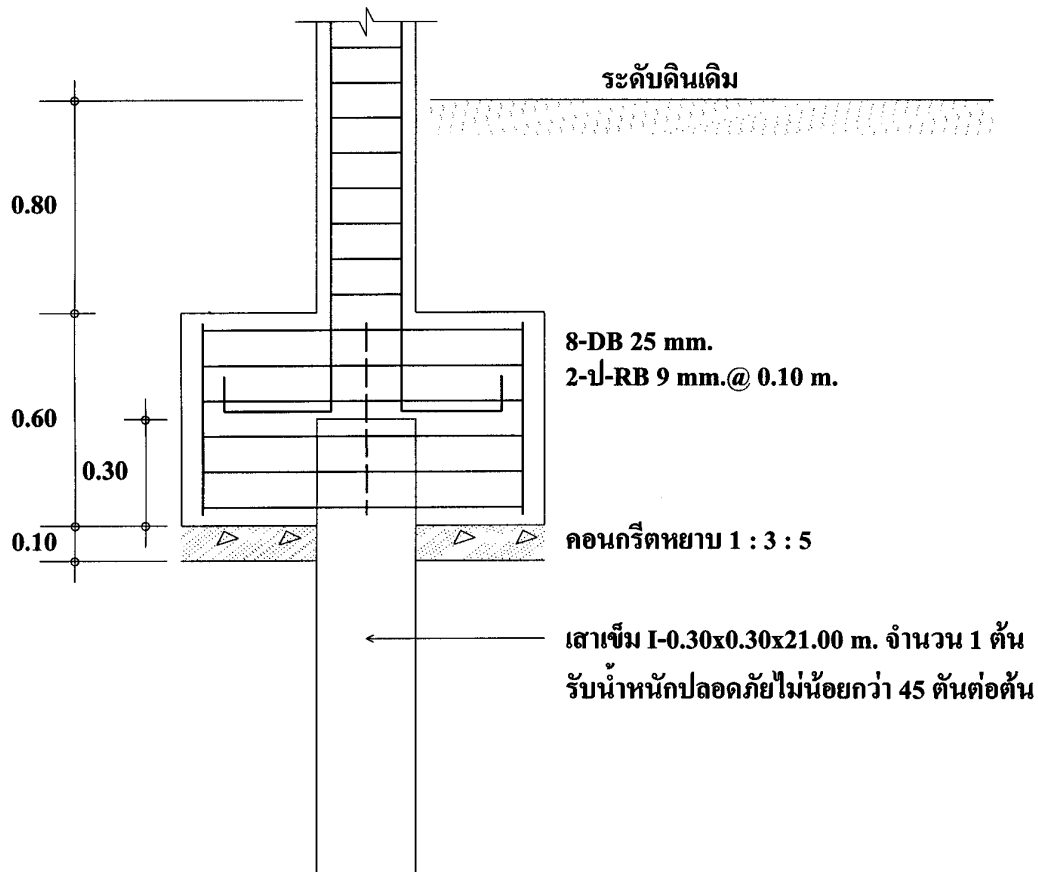 ระดับดินเดิม
0.80
8-DB 25 mm.
2-ป-RB 9 mm.@ 0.10 m.
0.60
0.30
0.10
คอนกรีตหยาบ 1 : 3 : 5
เสาเข็ม I-0.30x0.30x21.00 m. จำนวน 1 ต้น
รับน้ำหนักปลอดภัยไม่น้อยกว่า 45 ตันต่อต้น